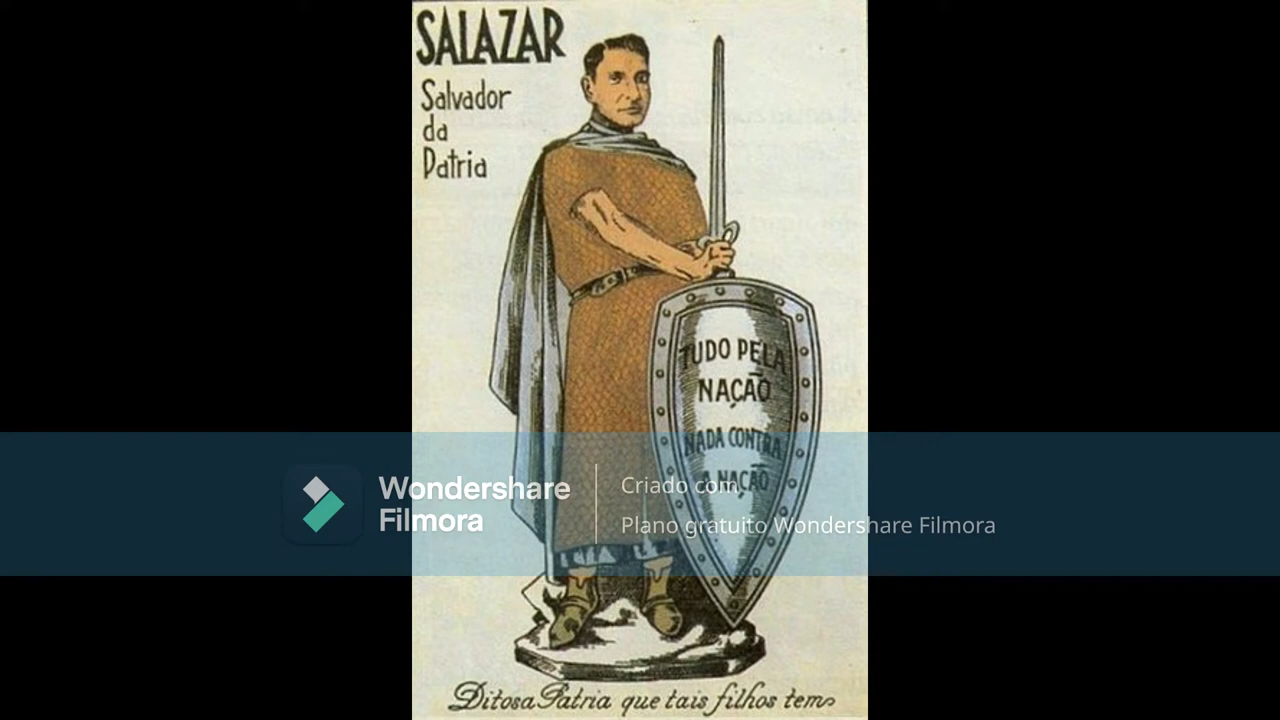 SALAZAR
Salvador
da
Patria
TUDO PELA
NAÇÃO
NADA CONTRA
A NAÇÃO
Wondershare
Filmora
Criado com
Plano gratuito Wondershare Filmora
Ditosa Patria que tais filhos tem